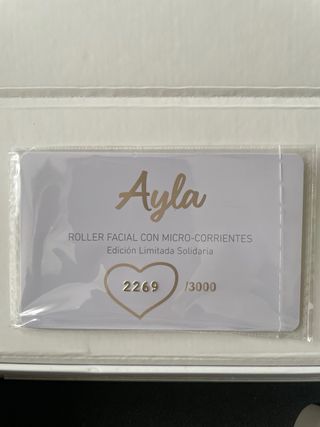 Ayla
ROLLER FACIAL CON MICRO-CORRIENTES
Edición Limitada Solidaria
2269 /3000